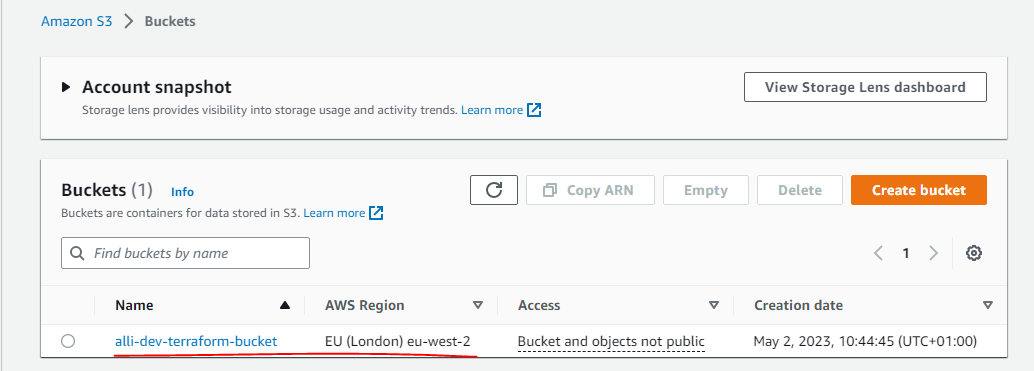 Amazon S3 > Buckets
Account snapshot
View Storage Lens dashboard
Storage lens provides visibility into storage usage and activity trends. Learn more
Buckets (1) Info
Copy ARN Empty Delete Create bucket
Buckets are containers for data stored in S3. Learn more
Find buckets by name
1
Name AWS Region Access Creation date
alli-dev-terraform-bucket EU (London) eu-west-2 Bucket and objects not public May 2, 2023, 10:44:45 (UTC+01:00)